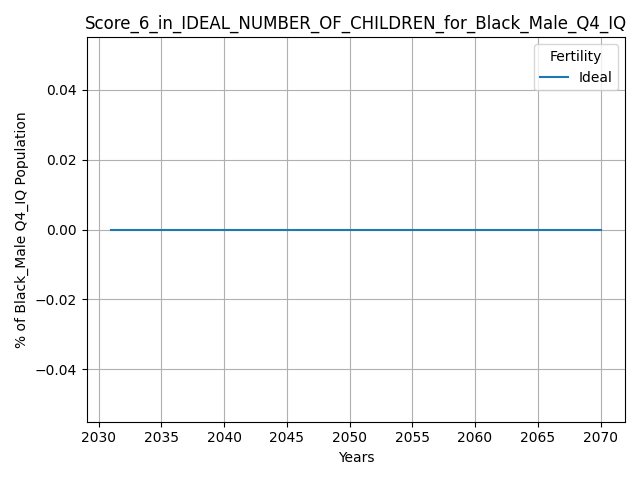 Score_6_in_IDEAL_NUMBER_OF_CHILDREN_for_Black_Male_Q4_IQ
Fertility
Ideal
% of Black_Male Q4_IQ Population
0.04
0.02
0.00
−0.02
−0.04
2030 2035 2040 2045 2050 2055 2060 2065 2070
Years